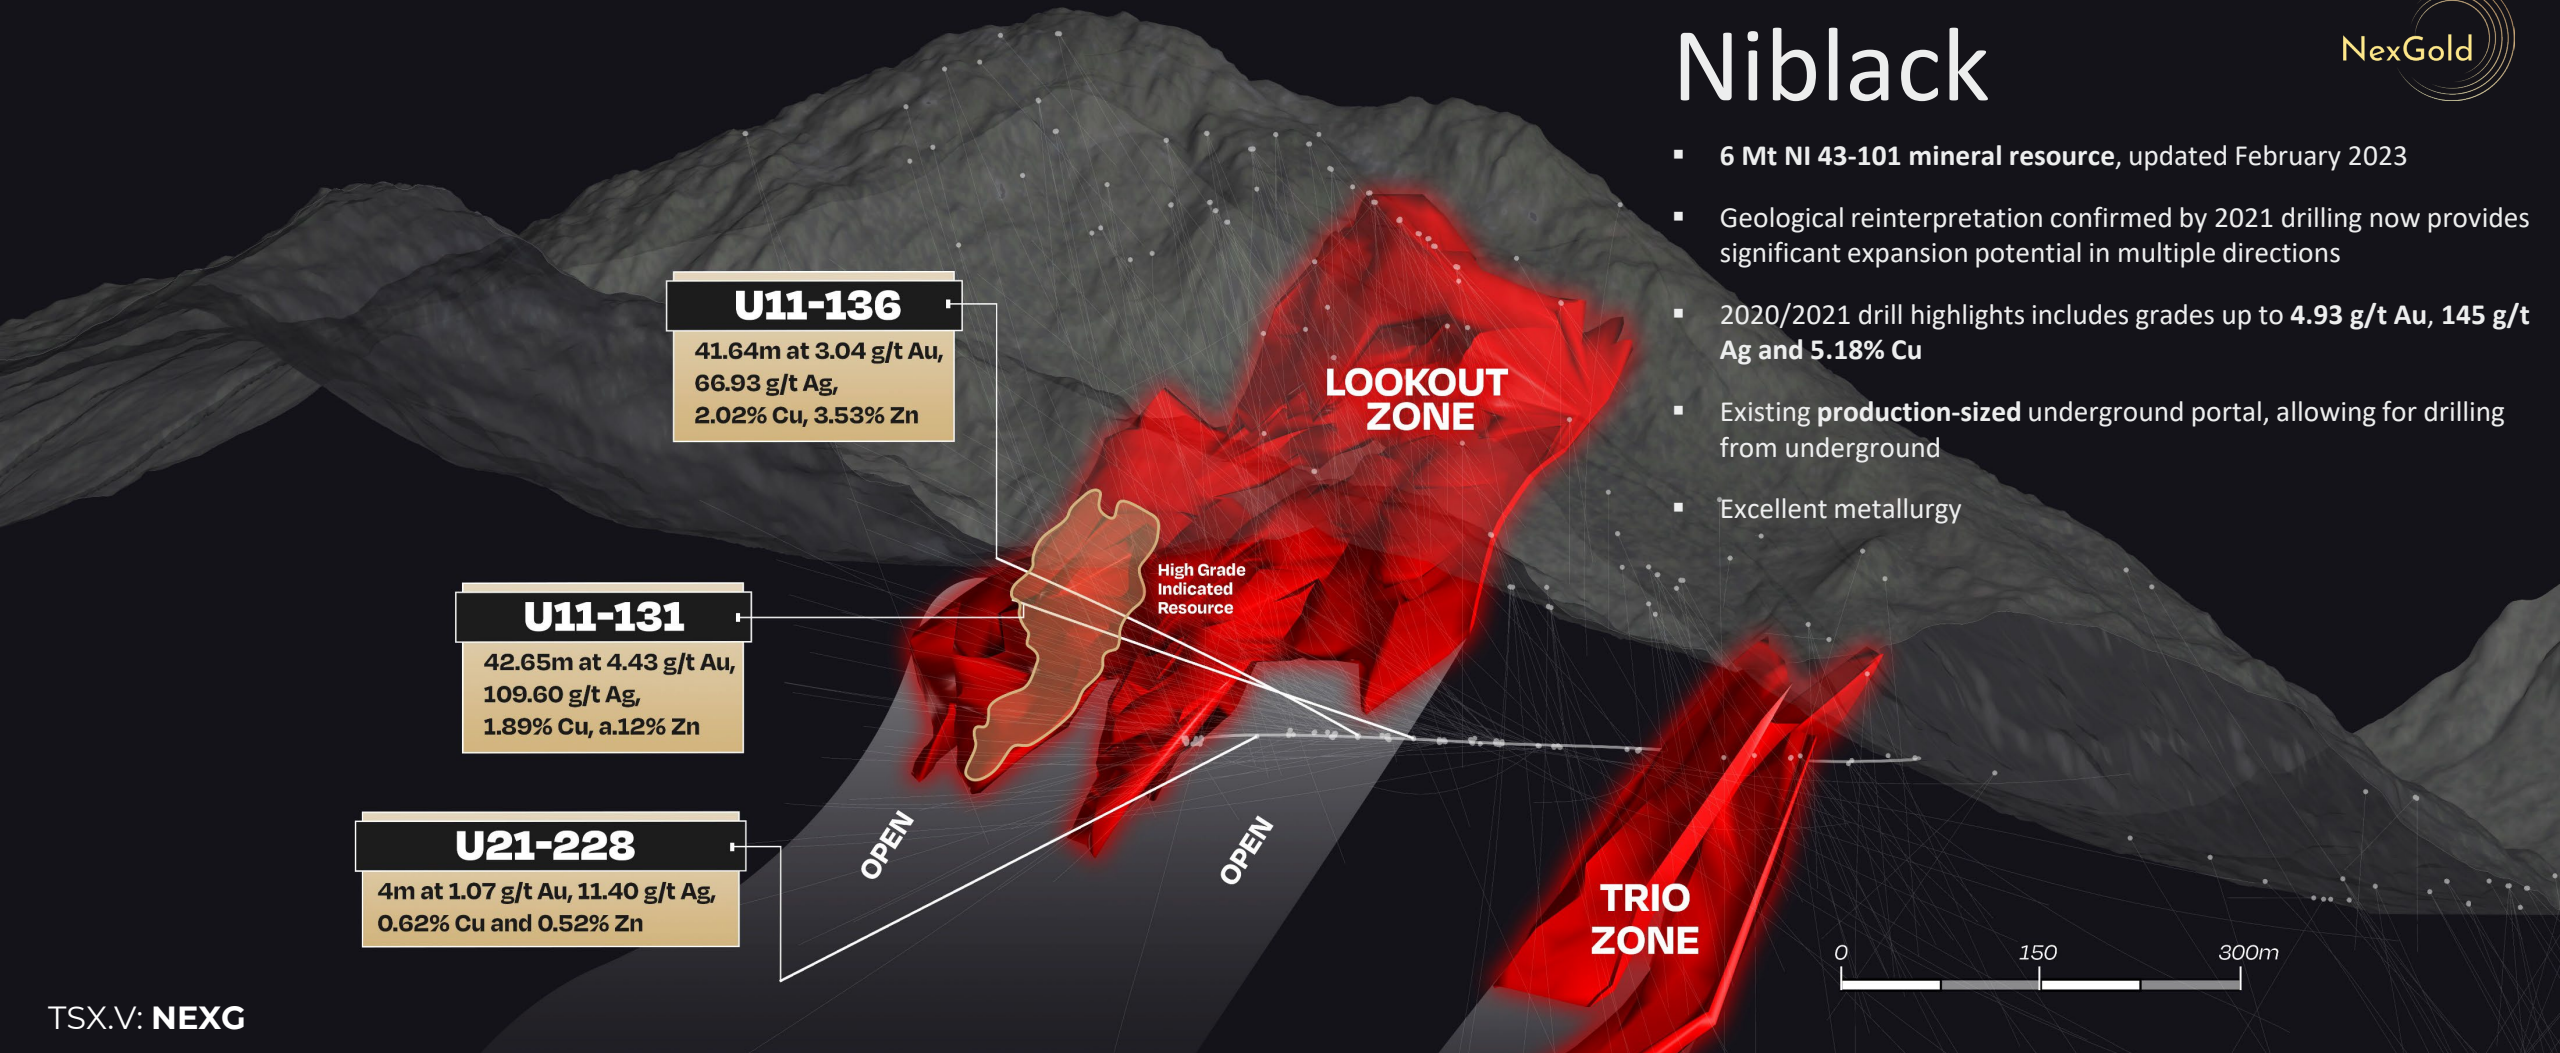 Niblack
NexGold
▪ 6 Mt NI 43-101 mineral resource, updated February 2023
▪ Geological reinterpretation confirmed by 2021 drilling now provides
significant expansion potential in multiple directions
▪ 2020/2021 drill highlights includes grades up to 4.93 g/t Au, 145 g/t
Ag and 5.18% Cu
▪ Existing production-sized underground portal, allowing for drilling
from underground
▪ Excellent metallurgy
U11-136
41.64m at 3.04 g/t Au,
66.93 g/t Ag,
2.02% Cu, 3.53% Zn
LOOKOUT
ZONE
High Grade
Indicated
Resource
U11-131
42.65m at 4.43 g/t Au,
109.60 g/t Ag,
1.89% Cu, a.12% Zn
U21-228
4m at 1.07 g/t Au, 11.40 g/t Ag,
0.62% Cu and 0.52% Zn
OPEN
OPEN
TRIO
ZONE
0 150 300m
TSX.V: NEXG